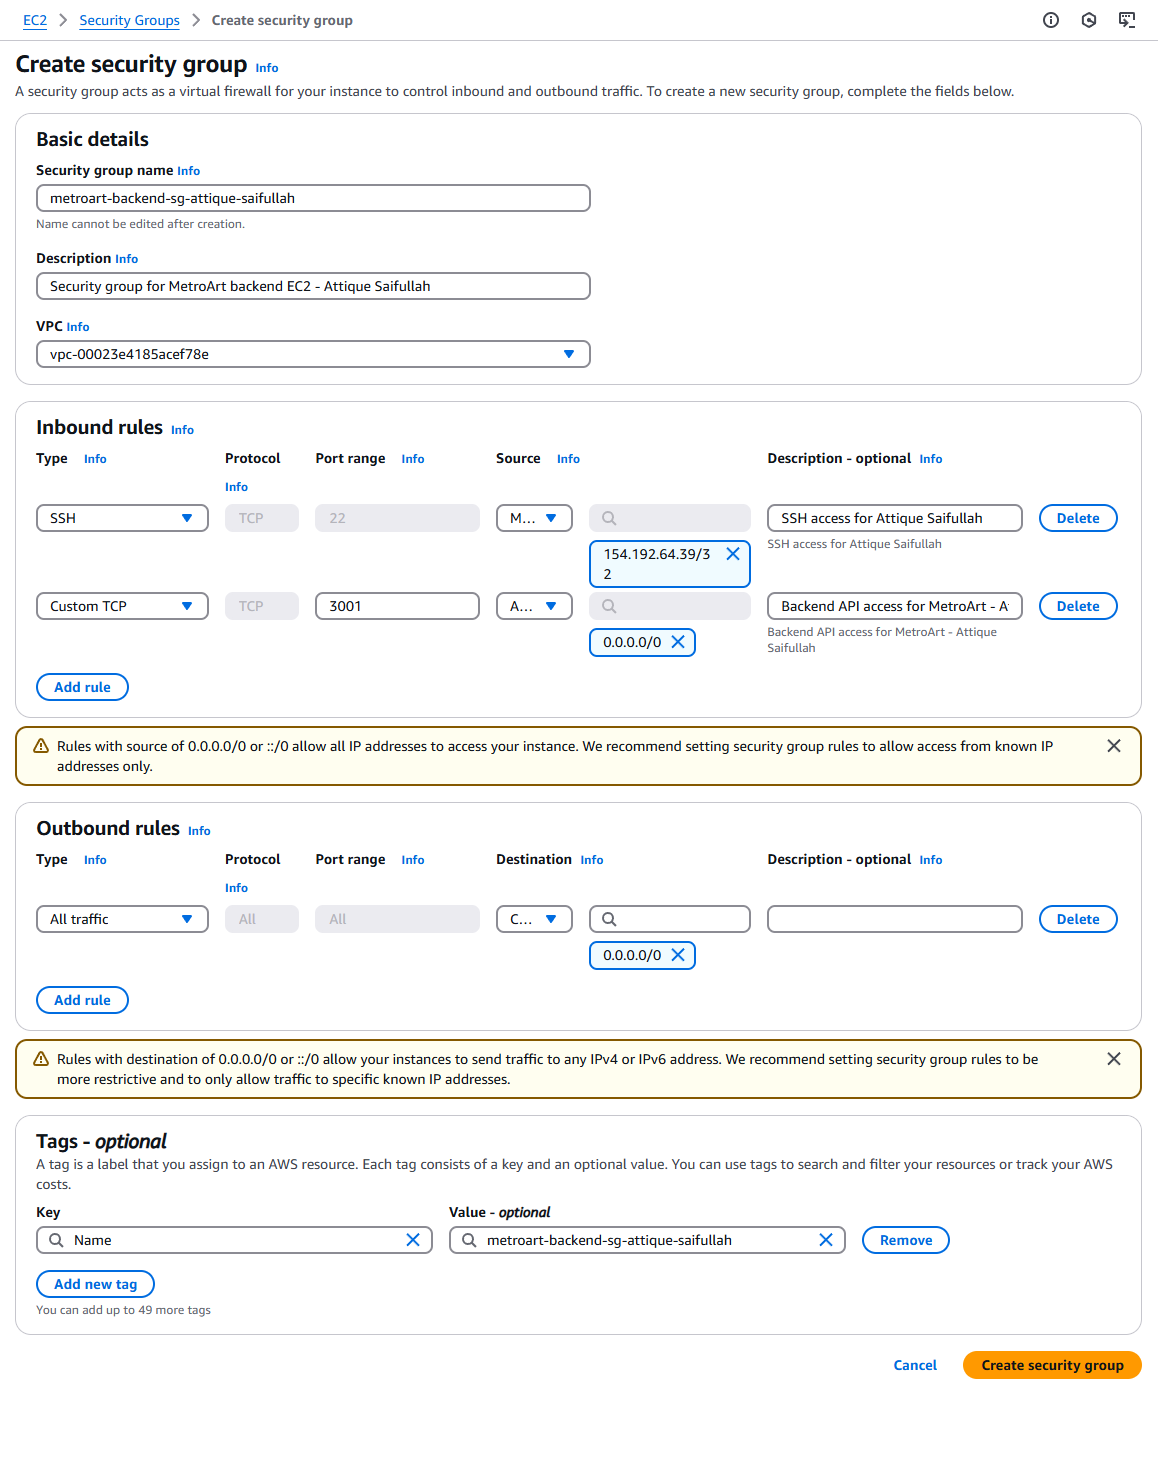 EC2 > Security Groups > Create security group
Create security group Info
A security group acts as a virtual firewall for your instance to control inbound and outbound traffic. To create a new security group, complete the fields below.
Basic details
Security group name Info
metroart-backend-sg-attique-saifullah
Name cannot be edited after creation.
Description Info
Security group for MetroArt backend EC2 - Attique Saifullah
VPC Info
vpc-00023e4185acef78e
Inbound rules Info
Type Info Protocol Port range Info Source Info Description - optional Info
Info
SSH TCP 22 M... SSH access for Attique Saifullah Delete
SSH access for Attique Saifullah
154.192.64.39/3
2
Custom TCP TCP 3001 A... Backend API access for MetroArt - A Delete
Backend API access for MetroArt - Attique
Saifullah
0.0.0.0/0
Add rule
Rules with source of 0.0.0.0/0 or ::/0 allow all IP addresses to access your instance. We recommend setting security group rules to allow access from known IP
addresses only.
Outbound rules Info
Type Info Protocol Port range Info Destination Info Description - optional Info
Info
All traffic All All C... Delete
0.0.0.0/0
Add rule
Rules with destination of 0.0.0.0/0 or ::/0 allow your instances to send traffic to any IPv4 or IPv6 address. We recommend setting security group rules to be
more restrictive and to only allow traffic to specific known IP addresses.
Tags - optional
A tag is a label that you assign to an AWS resource. Each tag consists of a key and an optional value. You can use tags to search and filter your resources or track your AWS
costs.
Key Value - optional
Name metroart-backend-sg-attique-saifullah Remove
Add new tag
You can add up to 49 more tags
Cancel Create security group